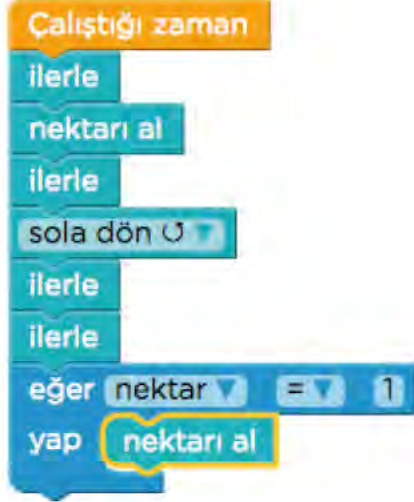 Çalıştığı zaman
ilerle
nektarı al
ilerle
sola dön ↺
ilerle
ilerle
eğer nektar = 1
yap nektarı al